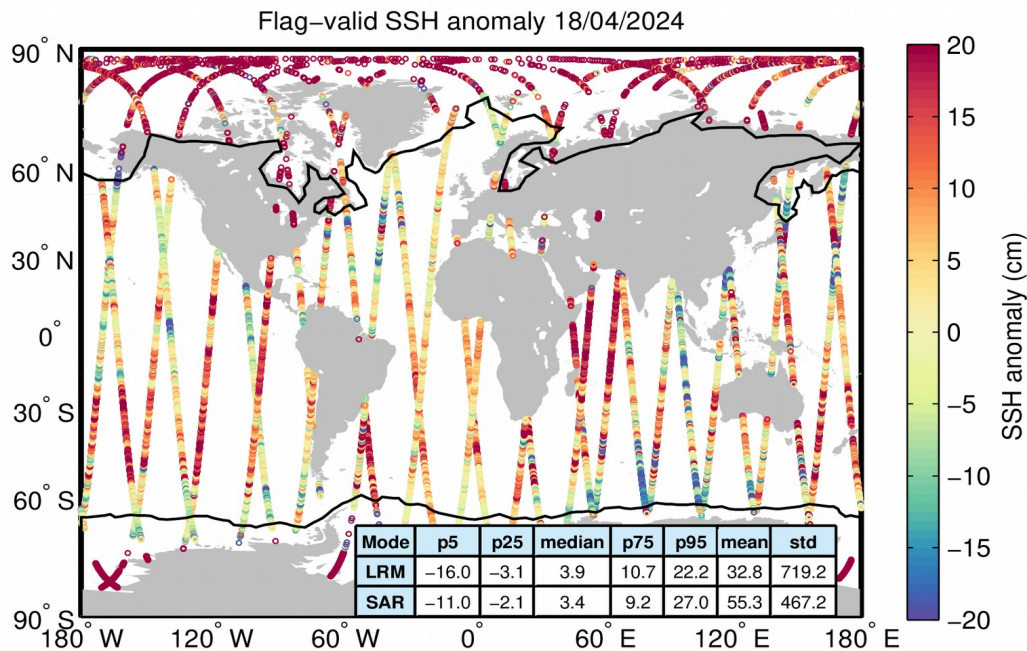 Flag−valid SSH anomaly 18/04/2024
90° N
60° N
30° N
0°
30° S
60° S
90° S
180° W
120° W
60° W
0°
60° E
120° E
180° E
Mode p5 p25 median p75 p95 mean std
LRM −16.0 −3.1 3.9 10.7 22.2 32.8 719.2
SAR −11.0 −2.1 3.4 9.2 27.0 55.3 467.2
20
15
10
5
0
−5
−10
−15
−20
SSH anomaly (cm)